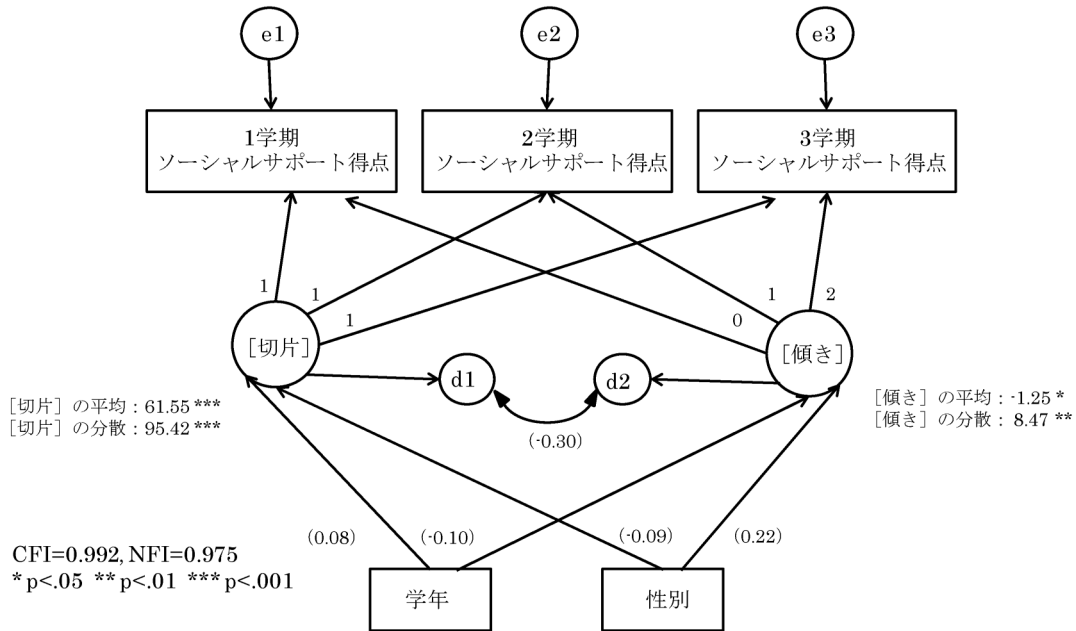 e1
e2
e3
1学期
ソーシャルサポート得点
2学期
ソーシャルサポート得点
3学期
ソーシャルサポート得点
1
1
1
0
1
2
[切片]
[傾き]
d1
d2
(-0.30)
[切片] の平均 : 61.55 ***
[切片] の分散 : 95.42 ***
[傾き] の平均 : -1.25 *
[傾き] の分散 : 8.47 **
(0.08)
(-0.10)
(-0.09)
(0.22)
CFI=0.992, NFI=0.975
* p<.05 ** p<.01 *** p<.001
学年
性別